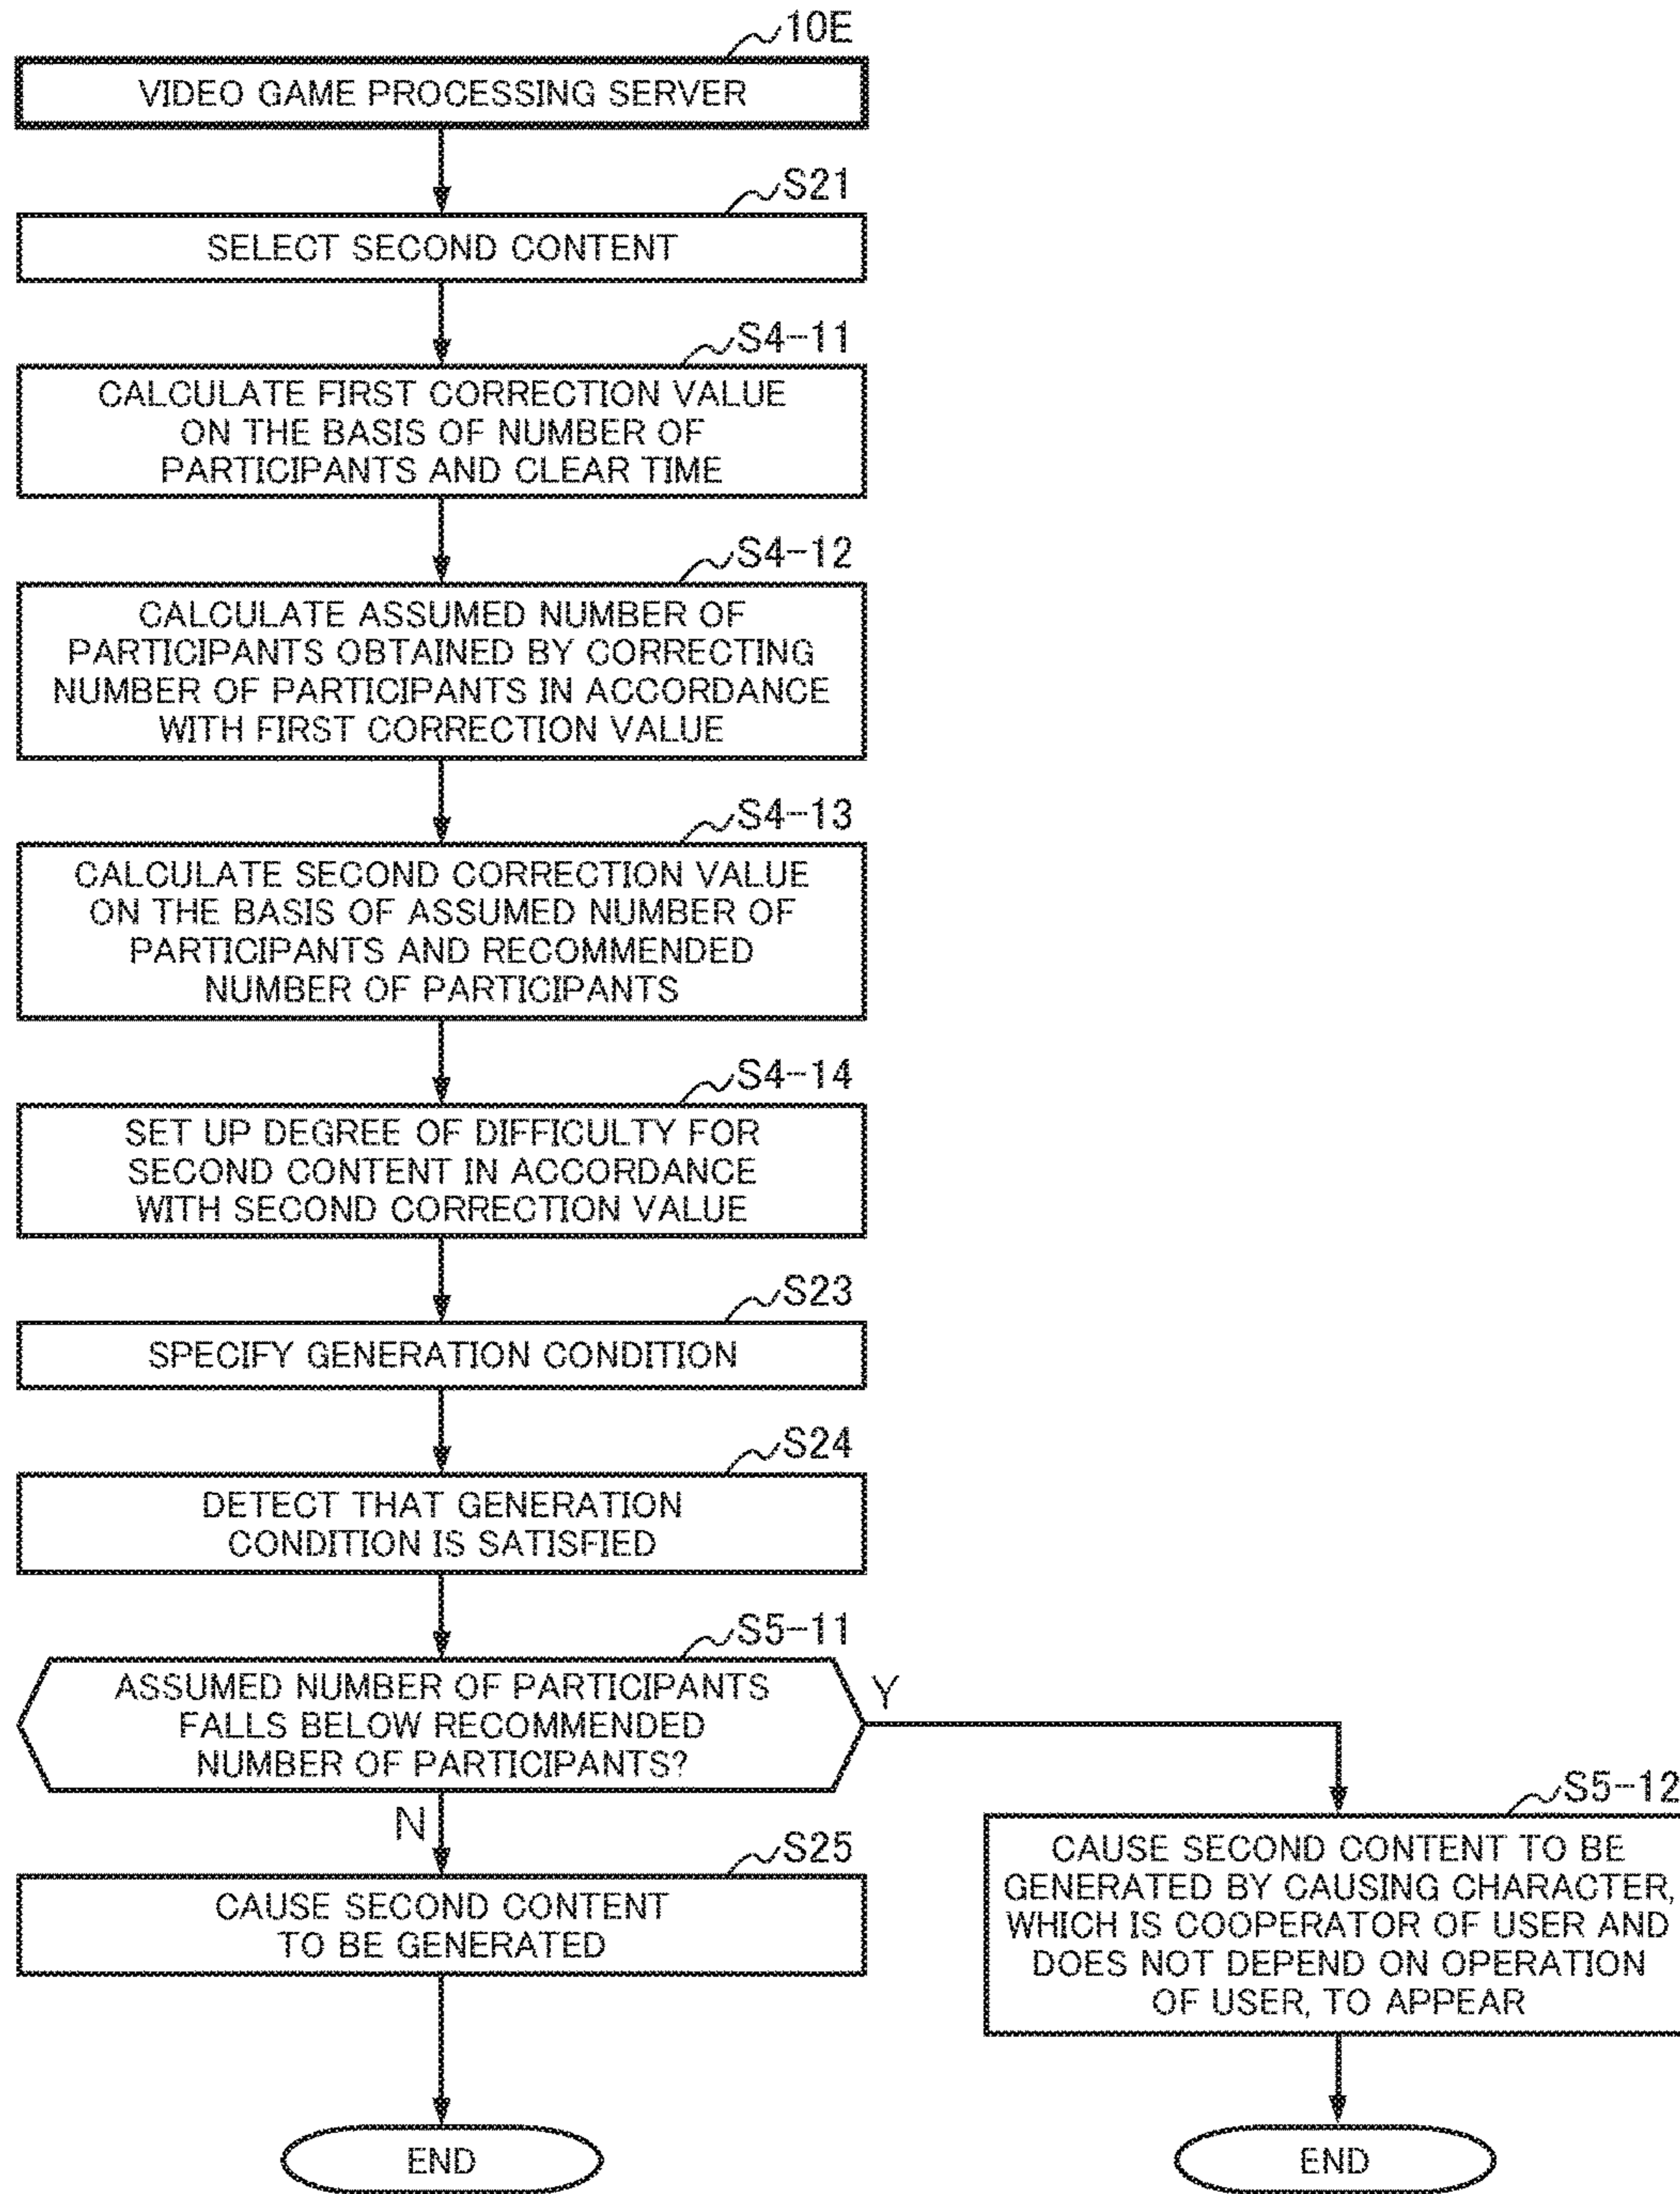 10E
VIDEO GAME PROCESSING SERVER
S21
SELECT SECOND CONTENT
S4-11
CALCULATE FIRST CORRECTION VALUE
ON THE BASIS OF NUMBER OF
PARTICIPANTS AND CLEAR TIME
S4-12
CALCULATE ASSUMED NUMBER OF
PARTICIPANTS OBTAINED BY CORRECTING
NUMBER OF PARTICIPANTS IN ACCORDANCE
WITH FIRST CORRECTION VALUE
S4-13
CALCULATE SECOND CORRECTION VALUE
ON THE BASIS OF ASSUMED NUMBER OF
PARTICIPANTS AND RECOMMENDED
NUMBER OF PARTICIPANTS
S4-14
SET UP DEGREE OF DIFFICULTY FOR
SECOND CONTENT IN ACCORDANCE
WITH SECOND CORRECTION VALUE
S23
SPECIFY GENERATION CONDITION
S24
DETECT THAT GENERATION
CONDITION IS SATISFIED
S5-11
ASSUMED NUMBER OF PARTICIPANTS
FALLS BELOW RECOMMENDED
NUMBER OF PARTICIPANTS?
Y
N
S25
CAUSE SECOND CONTENT
TO BE GENERATED
END
S5-12
CAUSE SECOND CONTENT TO BE
GENERATED BY CAUSING CHARACTER,
WHICH IS COOPERATOR OF USER AND
DOES NOT DEPEND ON OPERATION
OF USER, TO APPEAR
END